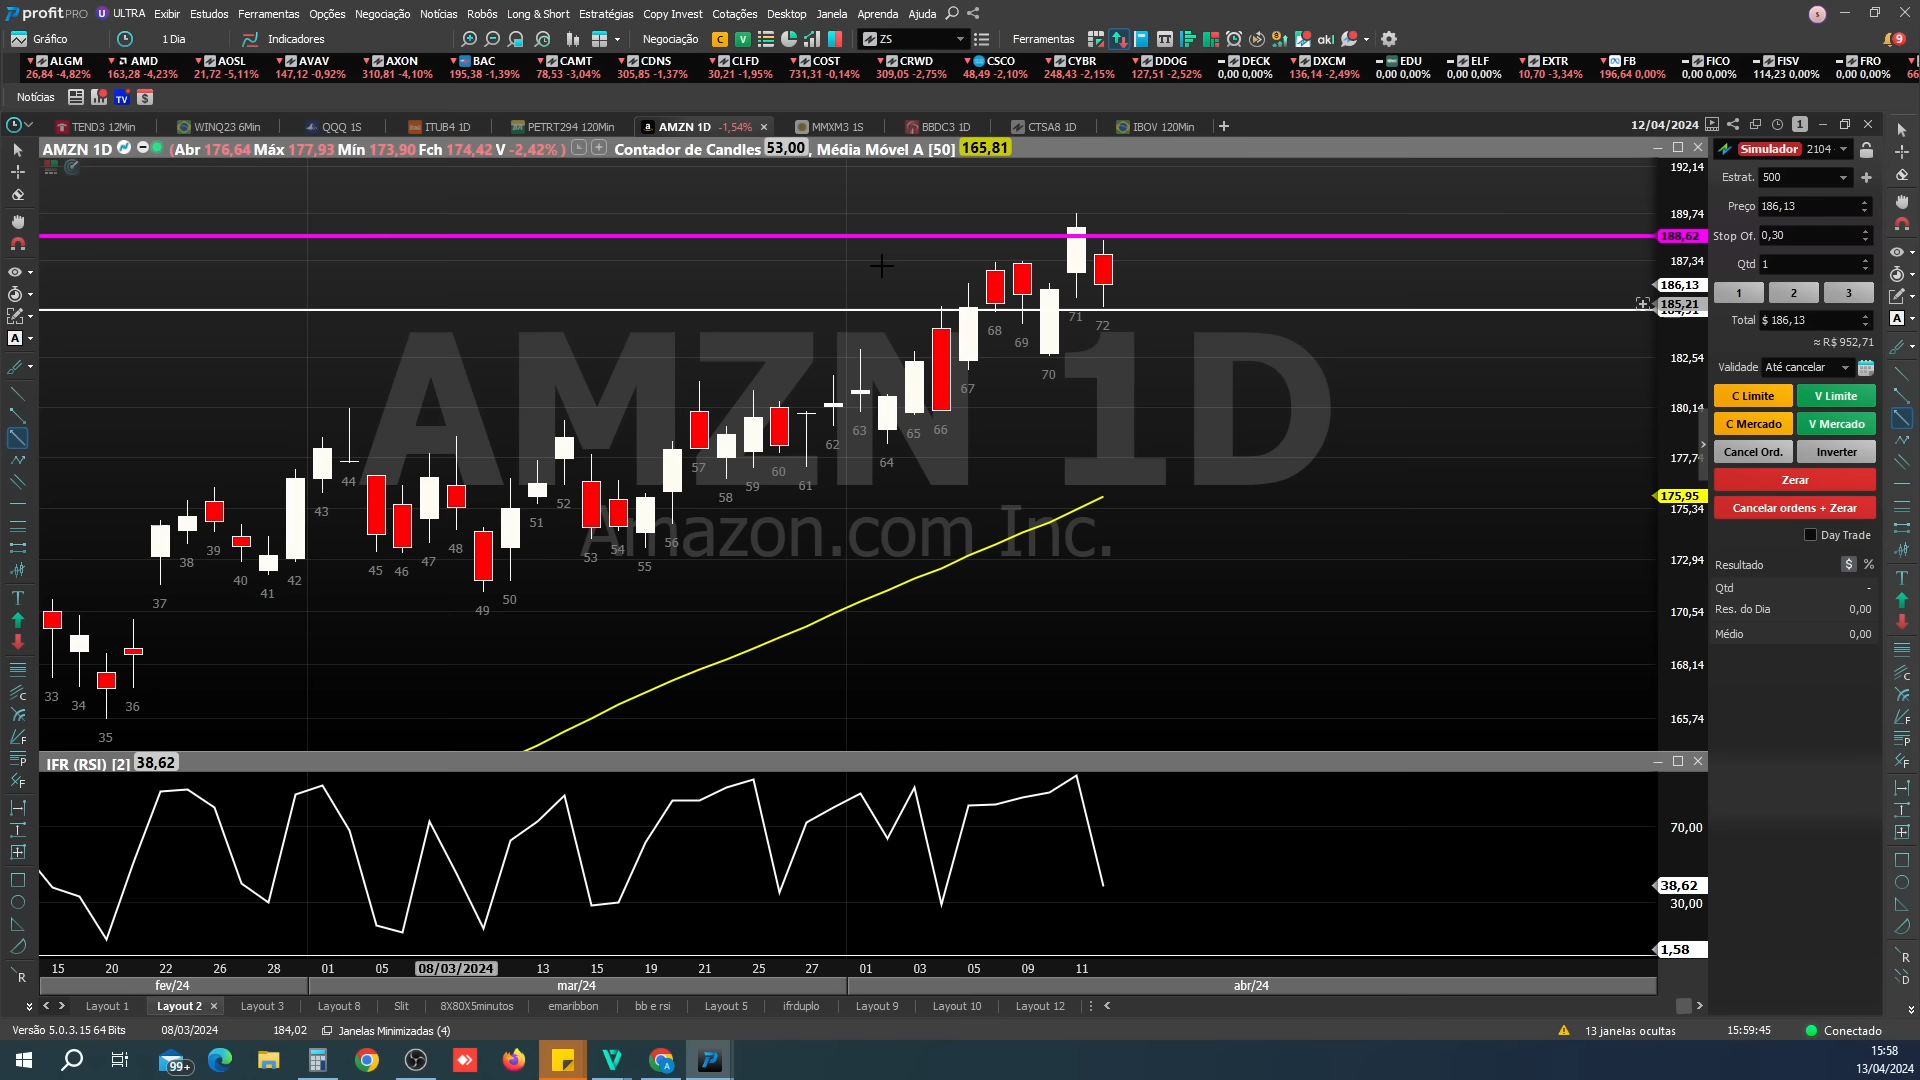 profitPRO U ULTRA Exibir Estudos Ferramentas Opções Negociação Notícias Robôs Long & Short Estratégias Copy Invest Cotações Desktop Janela Aprenda Ajuda
Gráfico 1 Dia Indicadores Negociação C V ZS Ferramentas akl 9
ALGM AMD AOSL AVAV AXON BAC CAMT CDNS CLFD COST CRWD CSCO CYBR DDOG DECK DXCM EDU ELF EXTR FB FICO FISV FRO
26,84 -4,82% 163,28 -4,23% 21,72 -5,11% 147,12 -0,92% 310,81 -4,10% 195,38 -1,39% 78,53 -3,04% 305,85 -1,37% 30,21 -1,95% 731,31 -0,14% 309,05 -2,75% 48,49 -2,10% 248,43 -2,15% 127,51 -2,52% 0,00 0,00% 136,14 -2,49% 0,00 0,00% 0,00 0,00% 10,70 -3,34% 196,64 0,00% 0,00 0,00% 114,23 0,00% 0,00 0,00% 66
Notícias TV $
TEND3 12Min WINQ23 6Min QQQ 1S ITUB4 1D PETRT294 120Min AMZN 1D -1,54% × MMXM3 1S BBDC3 1D CTSA8 1D IBOV 120Min + 12/04/2024 1
AMZN 1D (Abr 176,64 Máx 177,93 Mín 173,90 Fch 174,42 V -2,42% ) Contador de Candles 53,00 , Média Móvel A [50] 165,81
192,14
189,74
188,62
187,34
186,13
185,21
182,54
180,14
177,74
175,95
175,34
172,94
170,54
168,14
165,74
AMZN 1D
Amazon.com Inc.
33 34 35 36 37 38 39 40 41 42 43 44 45 46 47 48 49 50 51 52 53 54 55 56 57 58 59 60 61 62 63 64 65 66 67 68 69 70 71 72
Simulador 2104
Estrat. 500
Preço 186,13
Stop Of. 0,30
Qtd 1
1 2 3
Total $ 186,13
≈ R$ 952,71
Validade Até cancelar
C Limite V Limite
C Mercado V Mercado
Cancel Ord. Inverter
Zerar
Cancelar ordens + Zerar
Day Trade
Resultado $ %
Qtd -
Res. do Dia 0,00
Médio 0,00
IFR (RSI) [2] 38,62
70,00
38,62
30,00
1,58
15 20 22 26 28 01 05 08/03/2024 13 15 19 21 25 27 01 03 05 09 11
fev/24 mar/24 abr/24
Layout 1 Layout 2 × Layout 3 Layout 8 Slit 8X80X5minutos emaribbon bb e rsi Layout 5 ifrduplo Layout 9 Layout 10 Layout 12
Versão 5.0.3.15 64 Bits 08/03/2024 184,02 Janelas Minimizadas (4) 13 janelas ocultas 15:59:45 Conectado
99+
15:58
13/04/2024